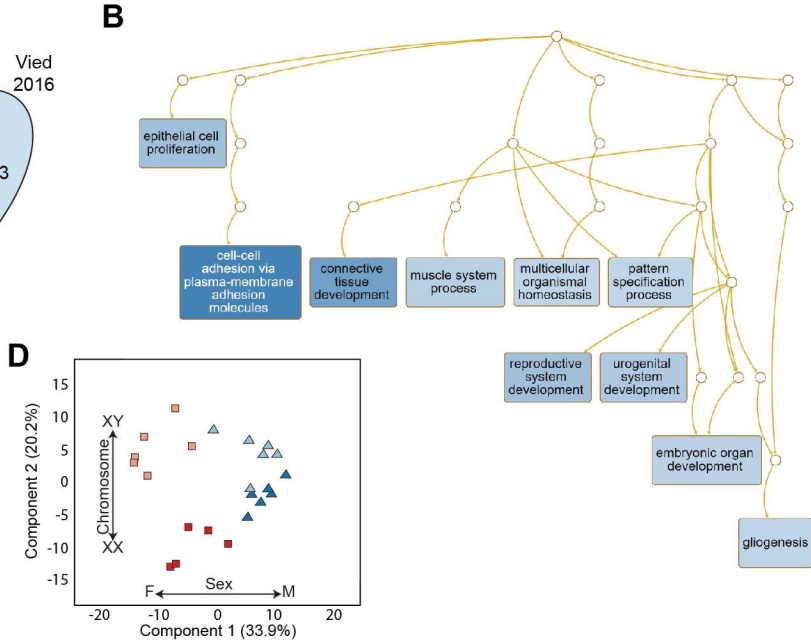 B
Vied
2016
3
epithelial cell
proliferation
cell-cell
adhesion via
plasma-membrane
adhesion
molecules
connective
tissue
development
muscle system
process
multicellular
organismal
homeostasis
pattern
specification
process
reproductive
system
development
urogenital
system
development
embryonic organ
development
gliogenesis
D
Component 2 (20.2%)
15
10
5
0
-5
-10
-15
XY
Chromosome
XX
F
Sex
M
-20
-10
0
10
20
Component 1 (33.9%)